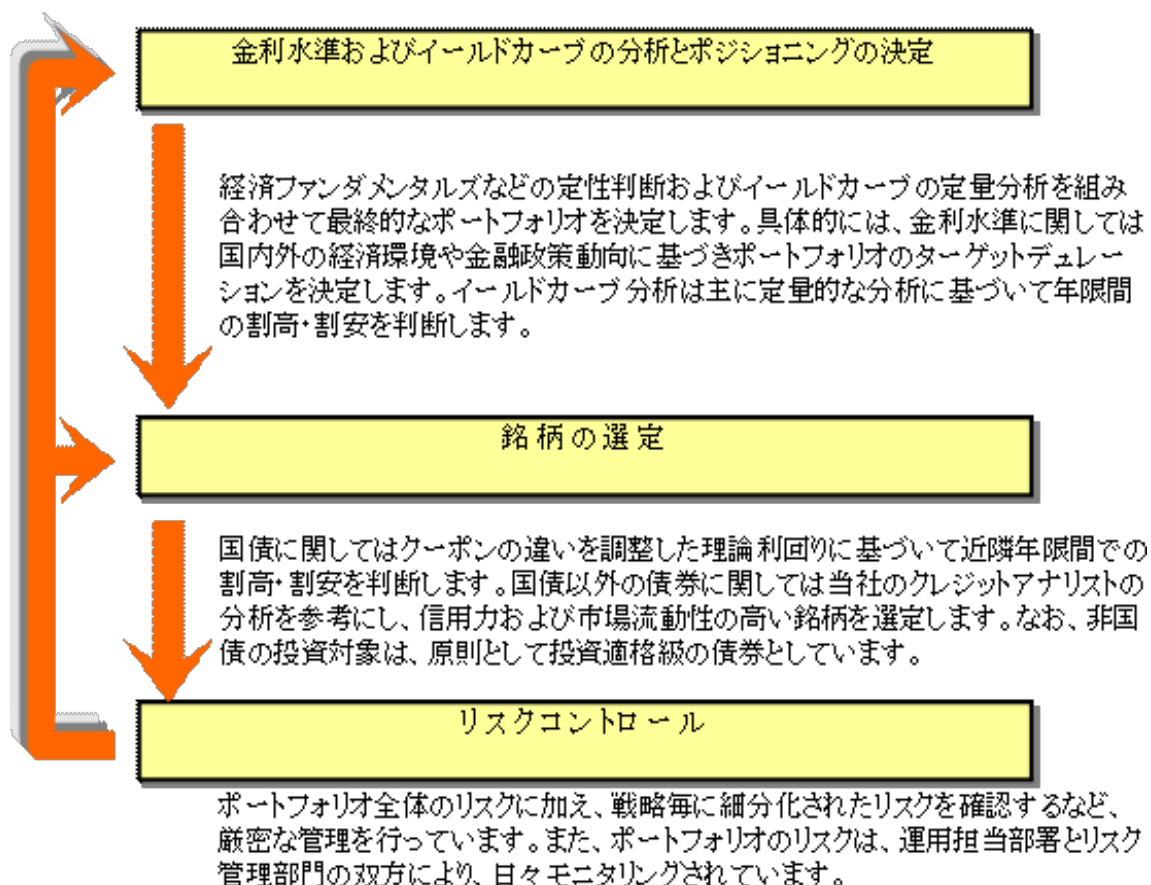 金利水準およびイールドカーブの分析とポジショニングの決定
経済ファンダメンタルズなどの定性判断およびイールドカーブの定量分析を組み
合わせて最終的なポートフォリオを決定します。具体的には、金利水準に関しては
国内外の経済環境や金融政策動向に基づきポートフォリオのターゲットデュレー
ションを決定します。イールドカーブ分析は主に定量的な分析に基づいて年限間
の割高・割安を判断します。
銘柄の選定
国債に関してはクーポンの違いを調整した理論利回りに基づいて近隣年限間での
割高・割安を判断します。国債以外の債券に関しては当社のクレジットアナリストの
分析を参考にし、信用力および市場流動性の高い銘柄を選定します。なお、非国
債の投資対象は、原則として投資適格級の債券としています。
リスクコントロール
ポートフォリオ全体のリスクに加え、戦略毎に細分化されたリスクを確認するなど、
厳密な管理を行っています。また、ポートフォリオのリスクは、運用担当部署とリスク
管理部門の双方により、日々モニタリングされています。